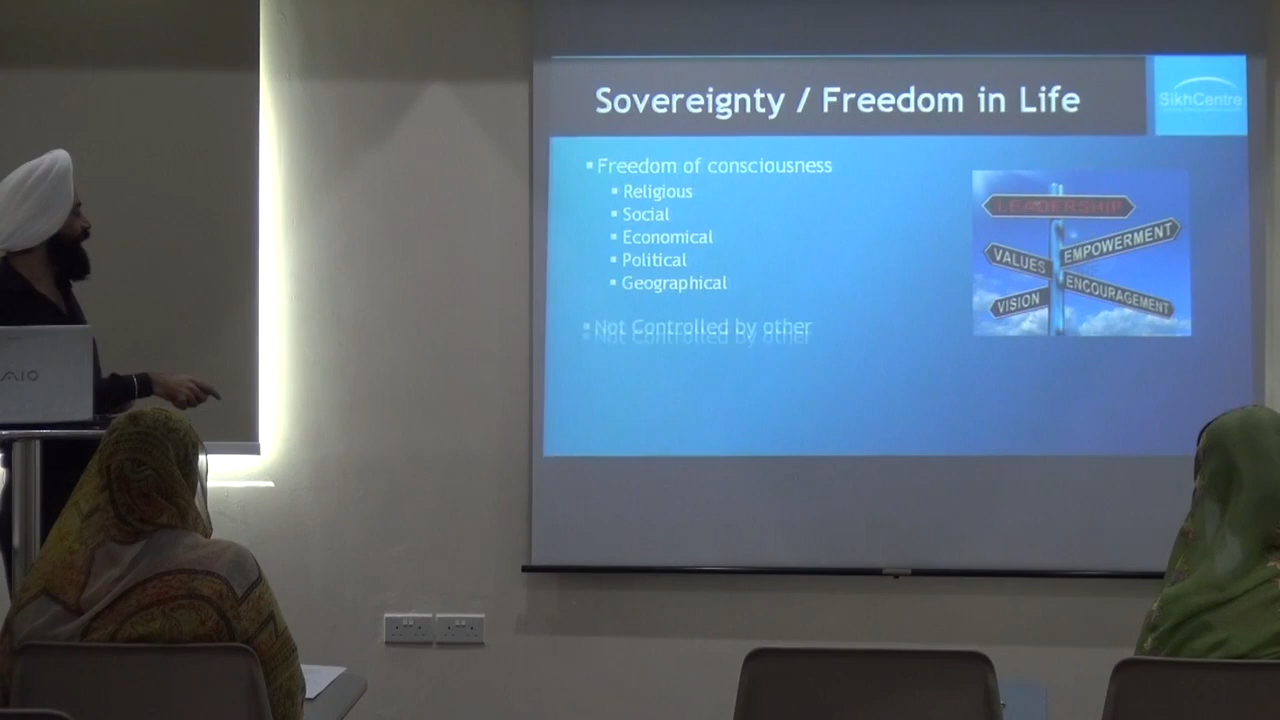 Sovereignty / Freedom in Life
SikhCentre
▪ Freedom of consciousness
▪ Religious
▪ Social
▪ Economical
▪ Political
▪ Geographical
▪ Not Controlled by other
LEADERSHIP
EMPOWERMENT
VALUES
ENCOURAGEMENT
VISION